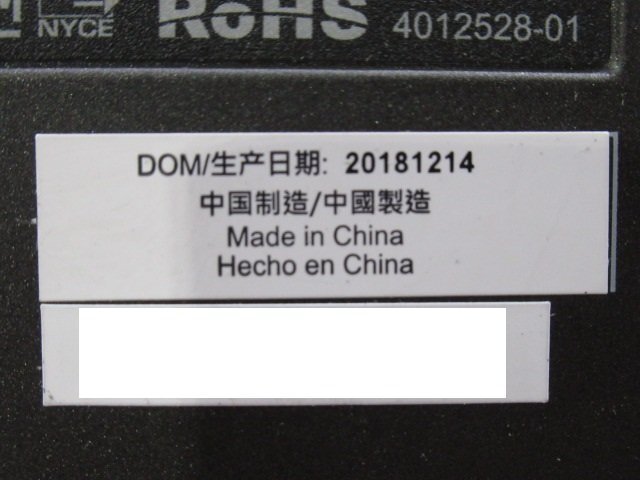 NYCE RoHS 4012528-01
DOM/生产日期: 20181214
中国制造/中國製造
Made in China
Hecho en China